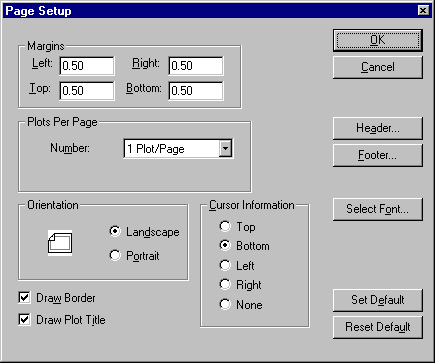 Page Setup
Margins
Left: 0.50 Right: 0.50
Top: 0.50 Bottom: 0.50
Plots Per Page
Number: 1 Plot/Page
Orientation
Landscape
Portrait
Cursor Information
Top
Bottom
Left
Right
None
Draw Border
Draw Plot Title
OK
Cancel
Header...
Footer...
Select Font...
Set Default
Reset Default